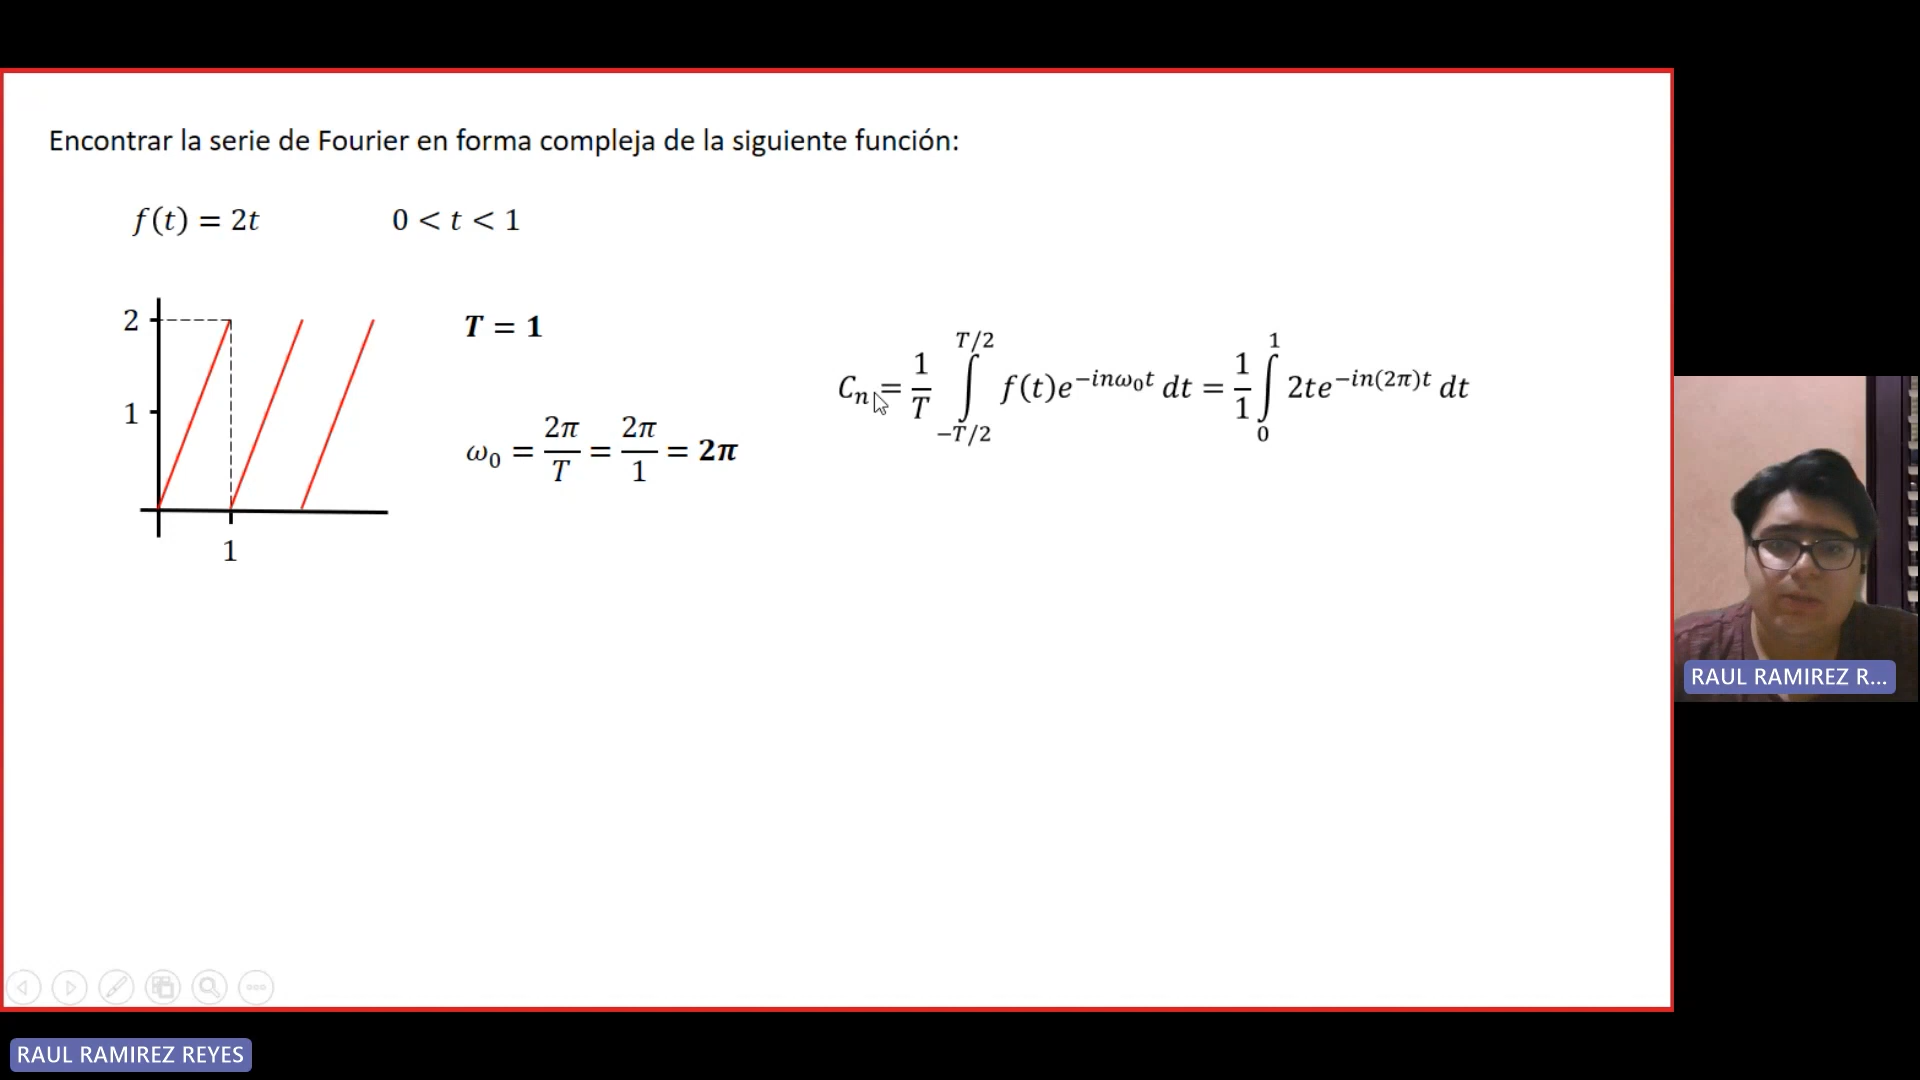 Encontrar la serie de Fourier en forma compleja de la siguiente función:
f(t) = 2t 0 < t < 1
2
1
1
T = 1
ω₀ = 2π/T = 2π/1 = 2π
Cₙ = 1/T ∫_{-T/2}^{T/2} f(t)e^{-inω₀t} dt = 1/1 ∫_0^1 2te^{-in(2π)t} dt
RAUL RAMIREZ R...
RAUL RAMIREZ REYES